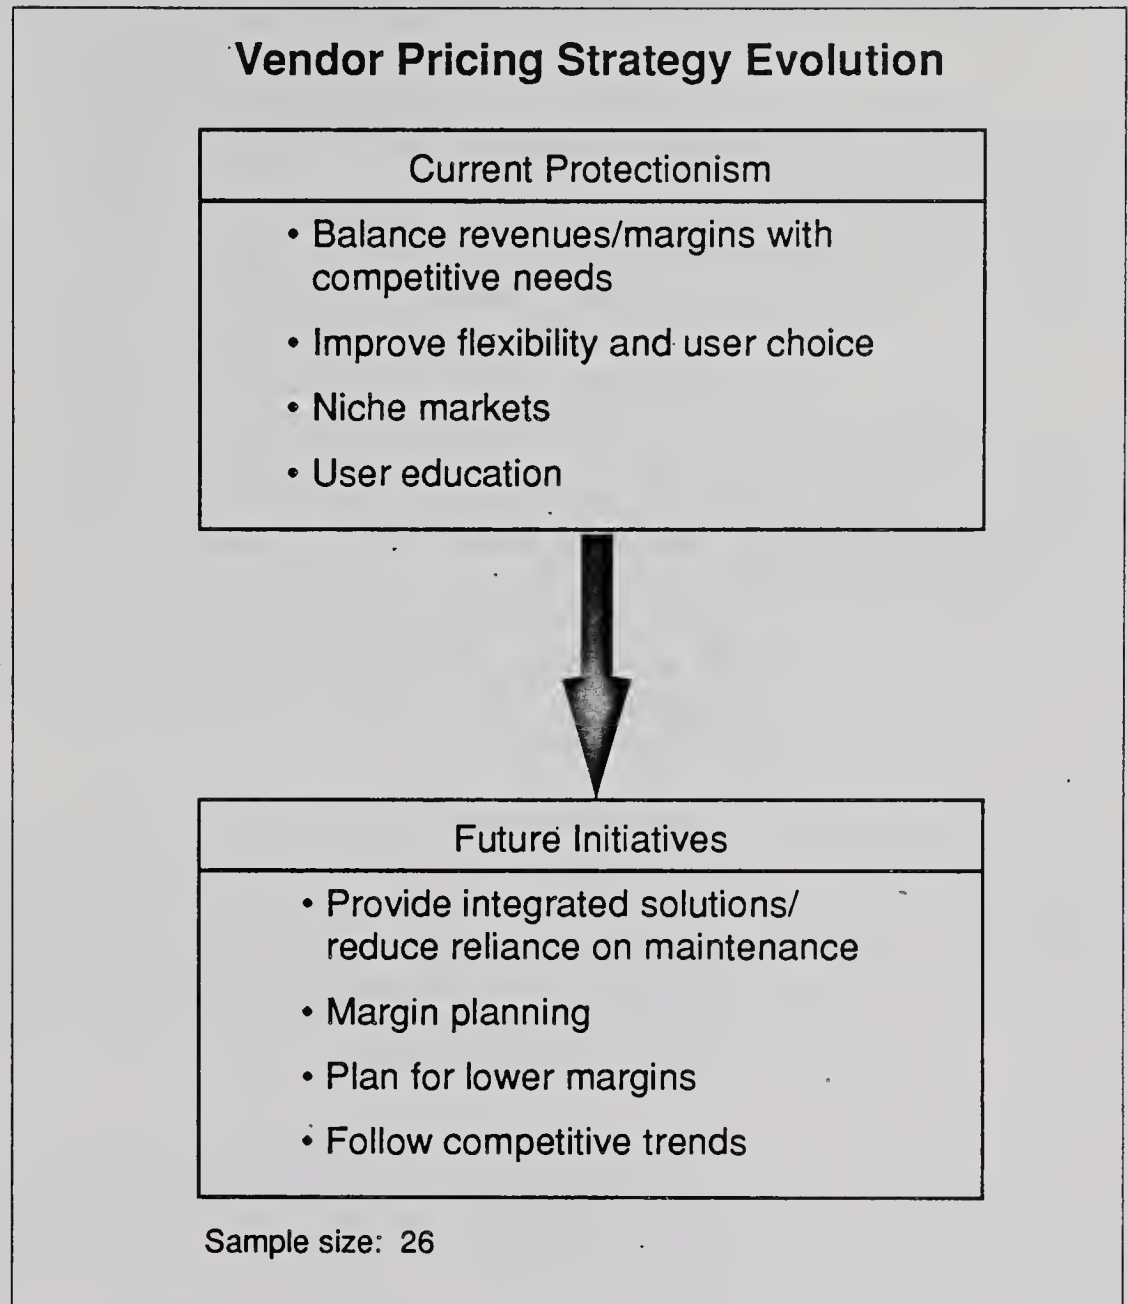 Vendor Pricing Strategy Evolution
Current Protectionism
• Balance revenues/margins with
competitive needs
• Improve flexibility and user choice
• Niche markets
• User education
Future Initiatives
• Provide integrated solutions/
reduce reliance on maintenance
• Margin planning
• Plan for lower margins
• Follow competitive trends
Sample size: 26